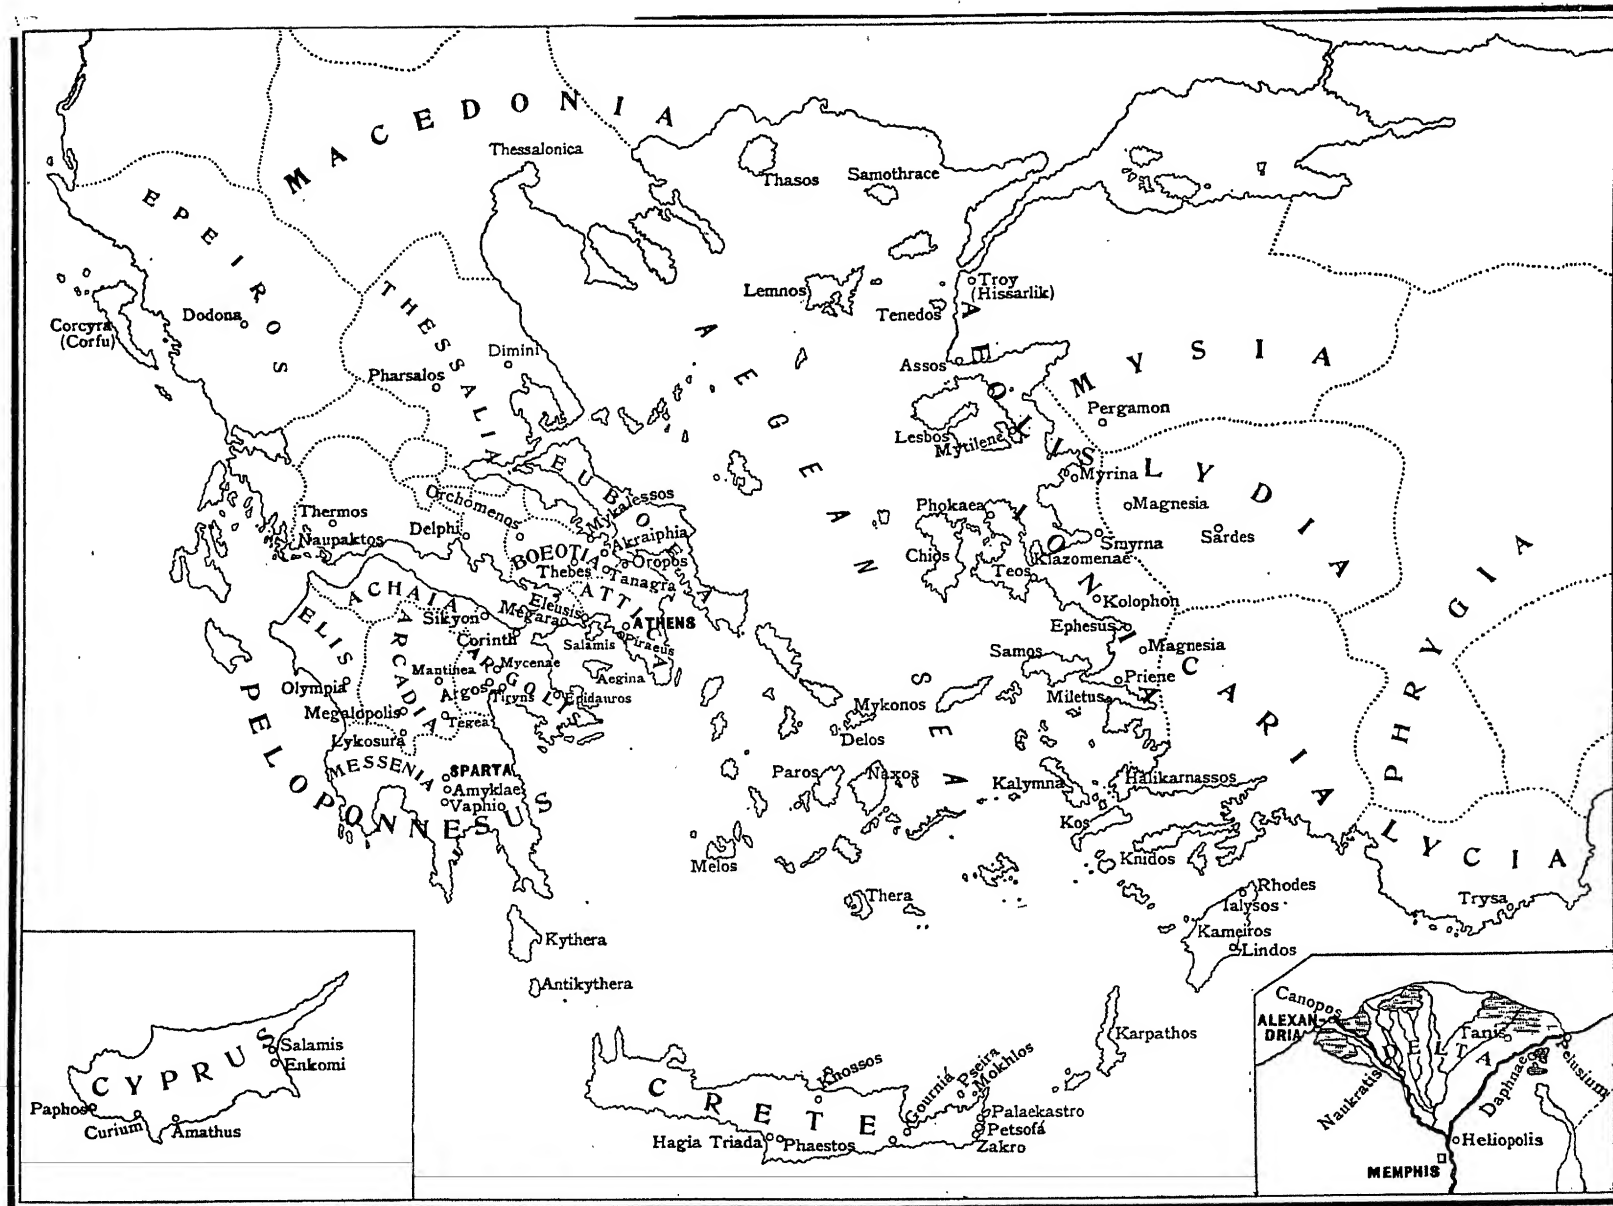 MACEDONIA
Thessalonica
Thasos
Samothrace
EPEIROS
THESSALIA
Lemnos
Troy
(Hissarlik)
Tenedos
Corcyra
(Corfu)
Dodona
AEGEAN SEA
Dimini
Pharsalos
Assos
AEOLIS
MYSIA
Pergamon
Lesbos
Mytilene
EUBOEA
Myrina
LYDIA
Orchomenos
Mykalessos
Magnesia
Phokaea
Thermos
Naupaktos
Delphi
Akraiphia
Sardes
Smyrna
BOEOTIA
Oropos
Chios
Klazomenae
Thebes
Tanagra
Teos
IONIA
PHRYGIA
ACHAIA
ATTICA
Eleusis
Megara
Kolophon
ELIS
ARCADIA
Sikyon
ATHENS
Ephesus
Corinth
Salamis
Piraeus
Magnesia
Samos
ARGOLIS
Mycenae
Mantinea
Aegina
Priene
CARIA
Olympia
Argos
Tiryns
Epidauros
Miletus
Mykonos
Megalopolis
Tegea
Delos
Lykosura
PELOPONNESUS
MESSENIA
SPARTA
Amyklae
Vaphio
Paros
Naxos
Kalymna
Halikarnassos
Kos
LYCIA
Melos
Knidos
Thera
Rhodes
Ialysos
Trysa
Kameiros
Lindos
Kythera
Antikythera
Karpathos
CRETE
Knossos
Gourniá
Pseira
Mokhlos
Palaekastro
Petsofá
Zakro
Hagia Triada
Phaestos
CYPRUS
Salamis
Enkomi
Paphos
Curium
Amathus
Canopos
ALEXAN-
DRIA
DELTA
Tanis
Naukratis
Daphnae
Pelusium
Heliopolis
MEMPHIS